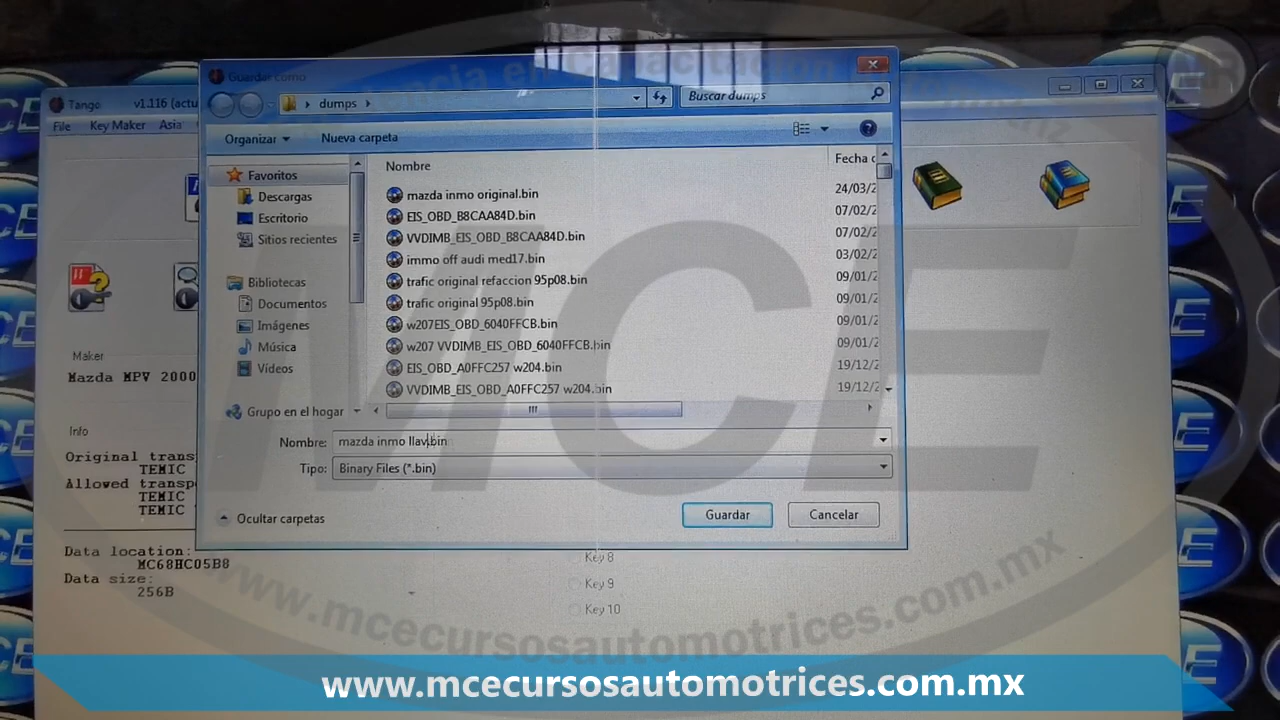 Guardar como
Tango v1.116 (actu
File Key Maker Asia
dumps
Buscar dumps
Organizar Nueva carpeta
Favoritos
Descargas
Escritorio
Sitios recientes
Bibliotecas
Documentos
Imágenes
Música
Vídeos
Grupo en el hogar
Nombre Fecha
mazda inmo original.bin 24/03/2
EIS_OBD_B8CAA84D.bin 07/02/2
VVDIMB_EIS_OBD_B8CAA84D.bin 07/02/2
immo off audi med17.bin 03/02/2
trafic original refaccion 95p08.bin 09/01/2
trafic original 95p08.bin 09/01/2
w207EIS_OBD_6040FFCB.bin 09/01/2
w207 VVDIMB_EIS_OBD_6040FFCB.bin 09/01/2
EIS_OBD_A0FFC257 w204.bin 19/12/2
VVDIMB_EIS_OBD_A0FFC257 w204.bin 19/12/2
Nombre: mazda inmo llav.bin
Tipo: Binary Files (*.bin)
Ocultar carpetas Guardar Cancelar
Maker
Mazda MPV 2000
Info
Original trans
TEMIC
Allowed transp
TEMIC
TEMIC
Data location:
MC68HC05B8
Data size:
256B
Key 8
Key 9
Key 10
MCE
www.mcecursosautomotrices.com.mx
www.mcecursosautomotrices.com.mx